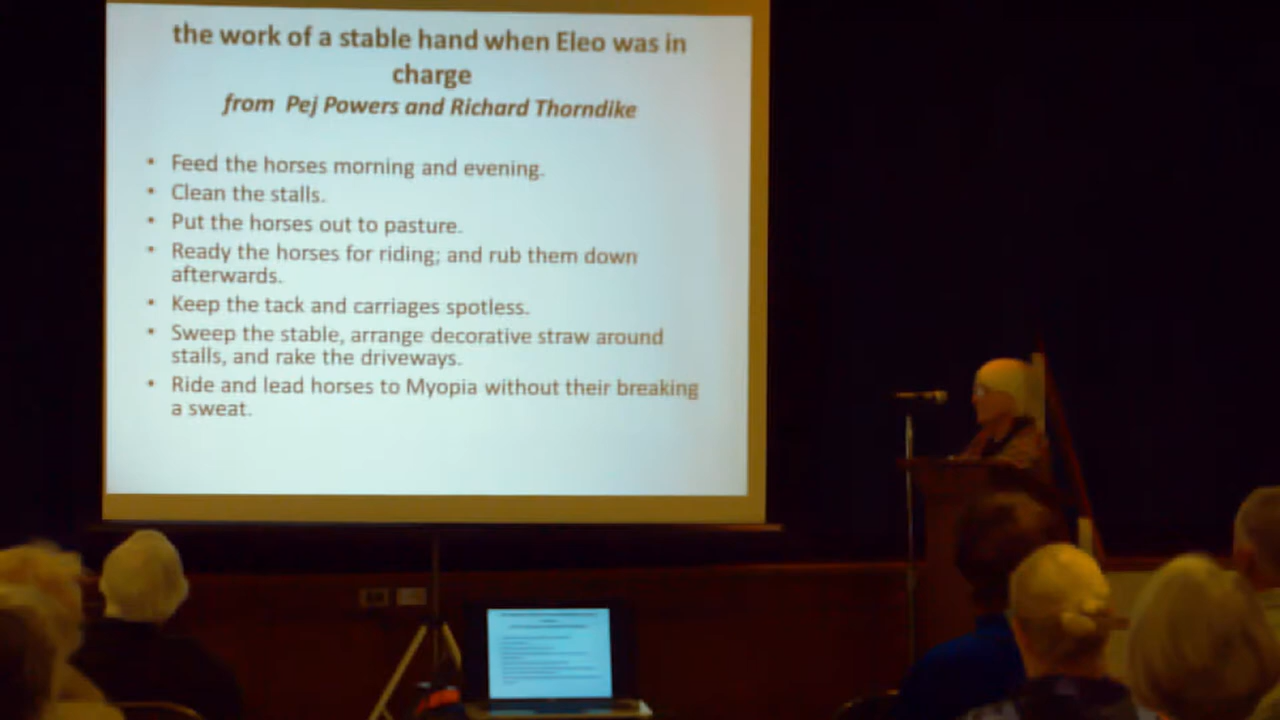 the work of a stable hand when Eleo was in
charge
from Pej Powers and Richard Thorndike
• Feed the horses morning and evening.
• Clean the stalls.
• Put the horses out to pasture.
• Ready the horses for riding; and rub them down
afterwards.
• Keep the tack and carriages spotless.
• Sweep the stable, arrange decorative straw around
stalls, and rake the driveways.
• Ride and lead horses to Myopia without their breaking
a sweat.